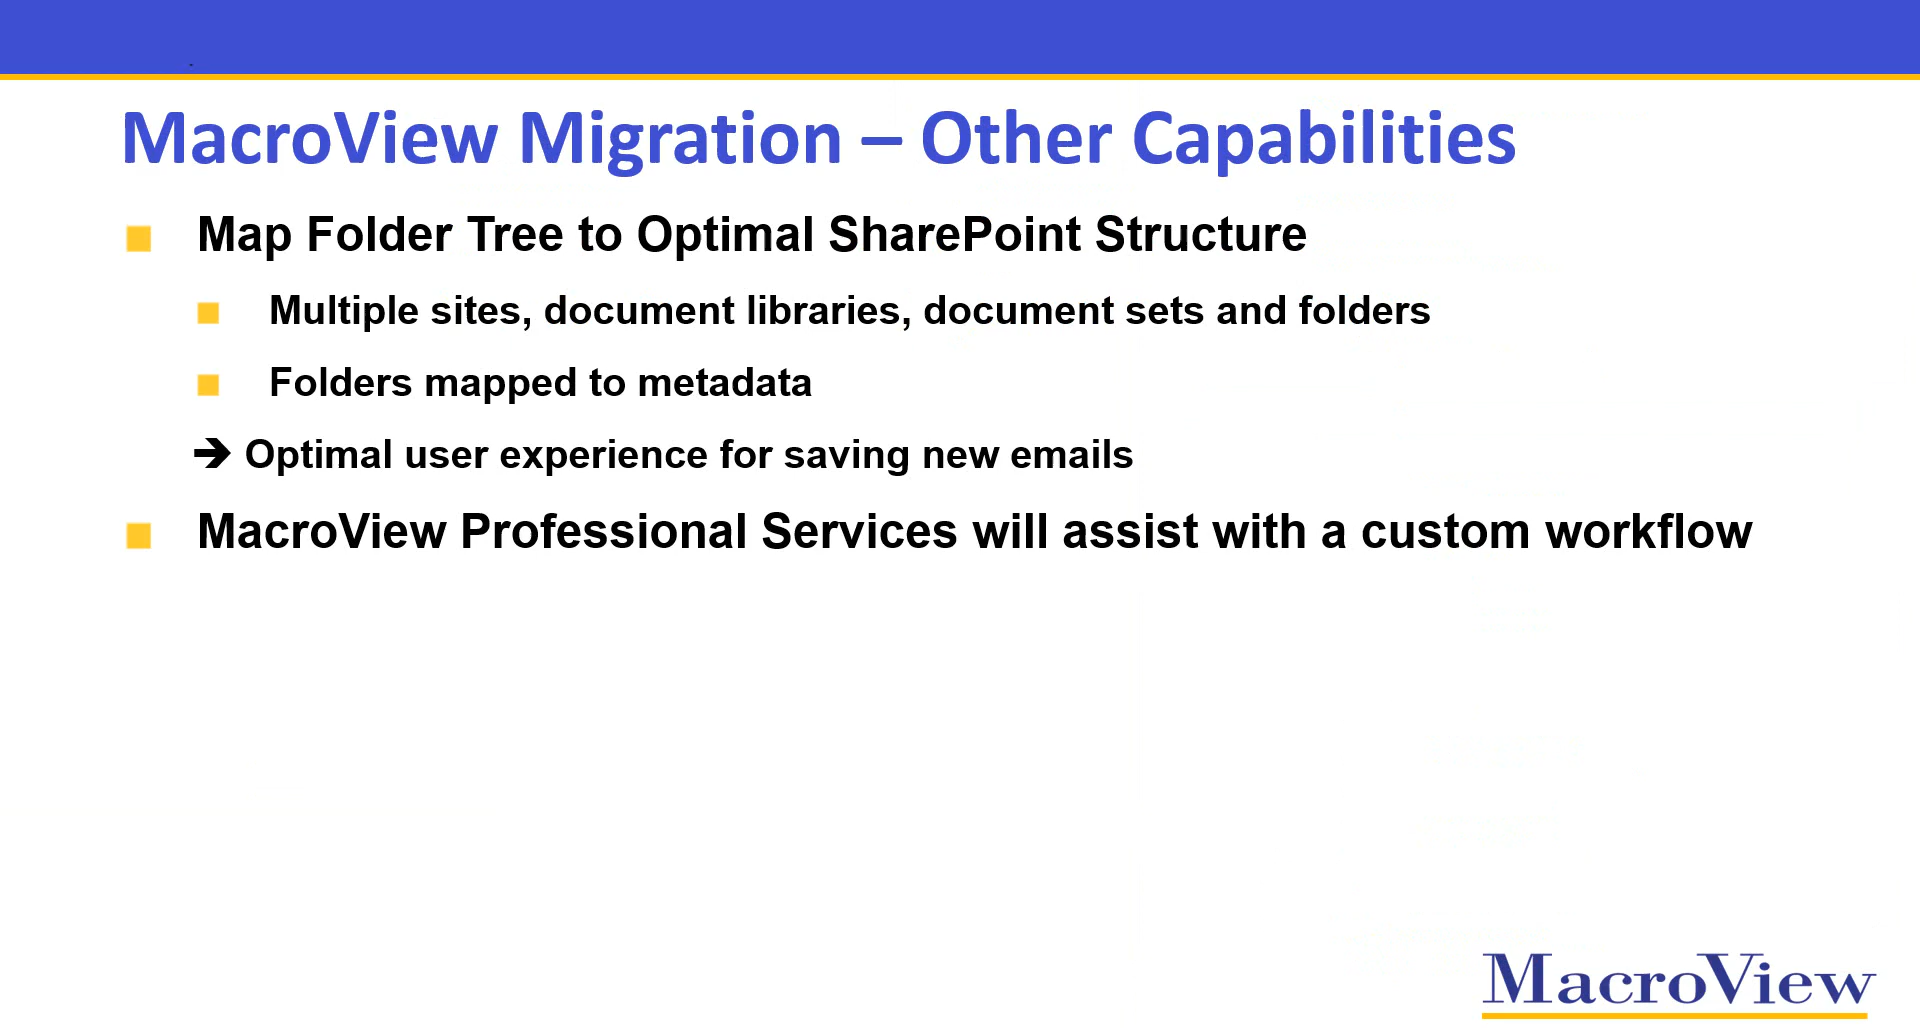 MacroView Migration – Other Capabilities
Map Folder Tree to Optimal SharePoint Structure
Multiple sites, document libraries, document sets and folders
Folders mapped to metadata
➔ Optimal user experience for saving new emails
MacroView Professional Services will assist with a custom workflow
MacroView